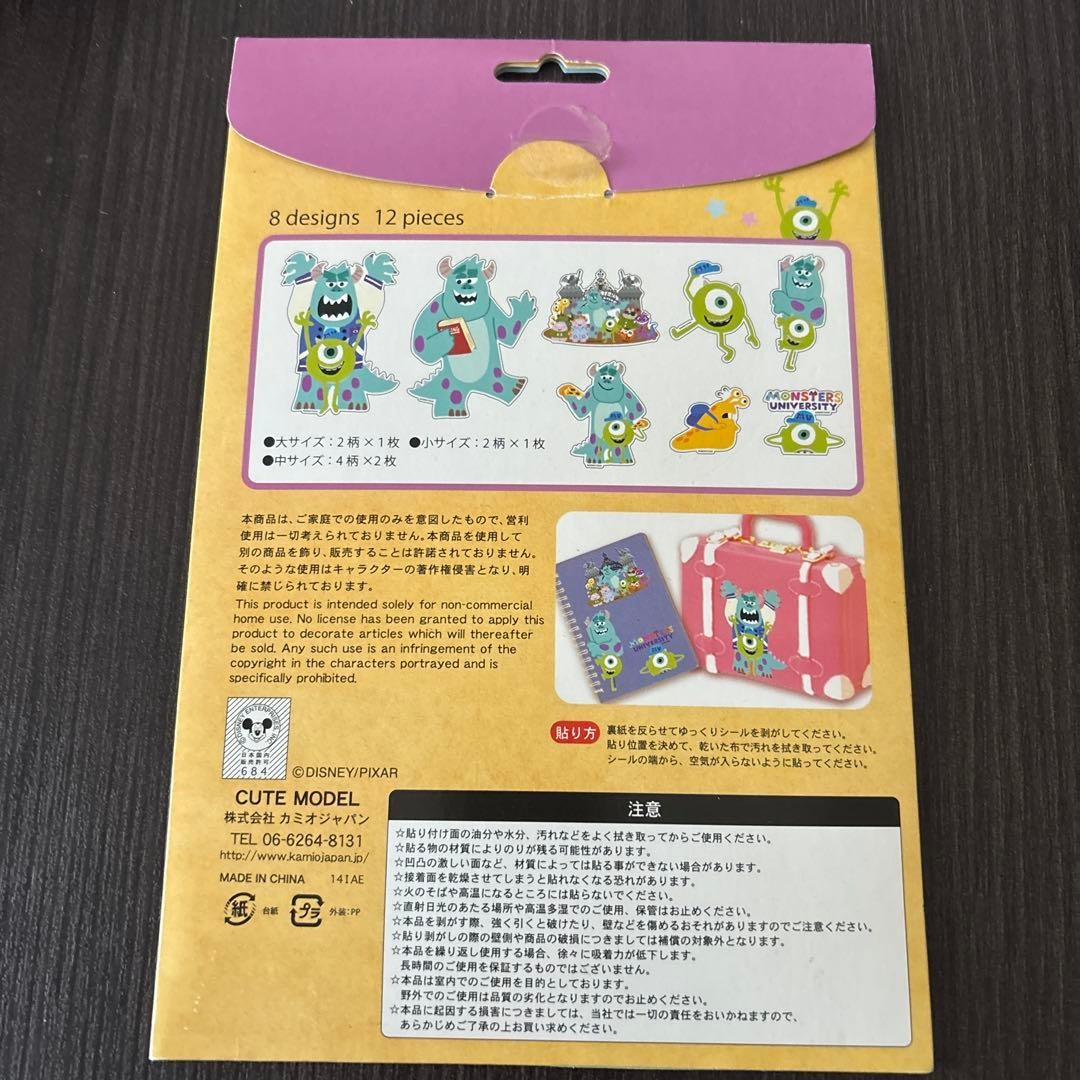 8 designs 12 pieces
MONSTERS
UNIVERSITY
●大サイズ：2柄×1枚 ●小サイズ：2柄×1枚
●中サイズ：4柄×2枚
本商品は、ご家庭での使用のみを意図したもので、営利
使用は一切考えられておりません。本商品を使用して
別の商品を飾り、販売することは許諾されておりません。
そのような使用はキャラクターの著作権侵害となり、明
確に禁じられております。
This product is intended solely for non-commercial
home use. No license has been granted to apply this
product to decorate articles which will thereafter
be sold. Any such use is an infringement of the
copyright in the characters portrayed and is
specifically prohibited.
MONSTERS
UNIVERSITY
貼り方
裏紙を反らせてゆっくりシールを剥がしてください。
貼り位置を決めて、乾いた布で汚れを拭き取ってください。
シールの端から、空気が入らないように貼ってください。
©DISNEY ENTERPRISES, INC.
日本国内
販売許可
684
©DISNEY/PIXAR
CUTE MODEL
株式会社 カミオジャパン
TEL 06-6264-8131
http://www.kamiojapan.jp/
MADE IN CHINA 14IAE
紙 台紙 プラ 外装：PP
注意
☆貼り付け面の油分や水分、汚れなどをよく拭き取ってからご使用ください。
☆貼る物の材質によりのりが残る可能性があります。
☆凹凸の激しい面など、材質によっては貼る事ができない場合があります。
☆接着面を乾燥させてしまうと貼れなくなる恐れがあります。
☆火のそばや高温になるところには貼らないでください。
☆直射日光のあたる場所や高温多湿でのご使用、保管はお止めください。
☆本品を剥がす際、強く引くと破けたり、壁などを傷めるおそれがありますのでご注意ください。
☆貼り剥がしの際の壁側や商品の破損につきましては補償の対象外となります。
☆本品を繰り返し使用する場合、徐々に吸着力が低下します。
長時間のご使用を保証するものではございません。
☆本品は室内でのご使用を目的としております。
野外でのご使用は品質の劣化となりますのでお止めください。
☆本品に起因する損害につきましては、当社では一切の責任をおいかねますので、
あらかじめご了承の上お買い求めください。